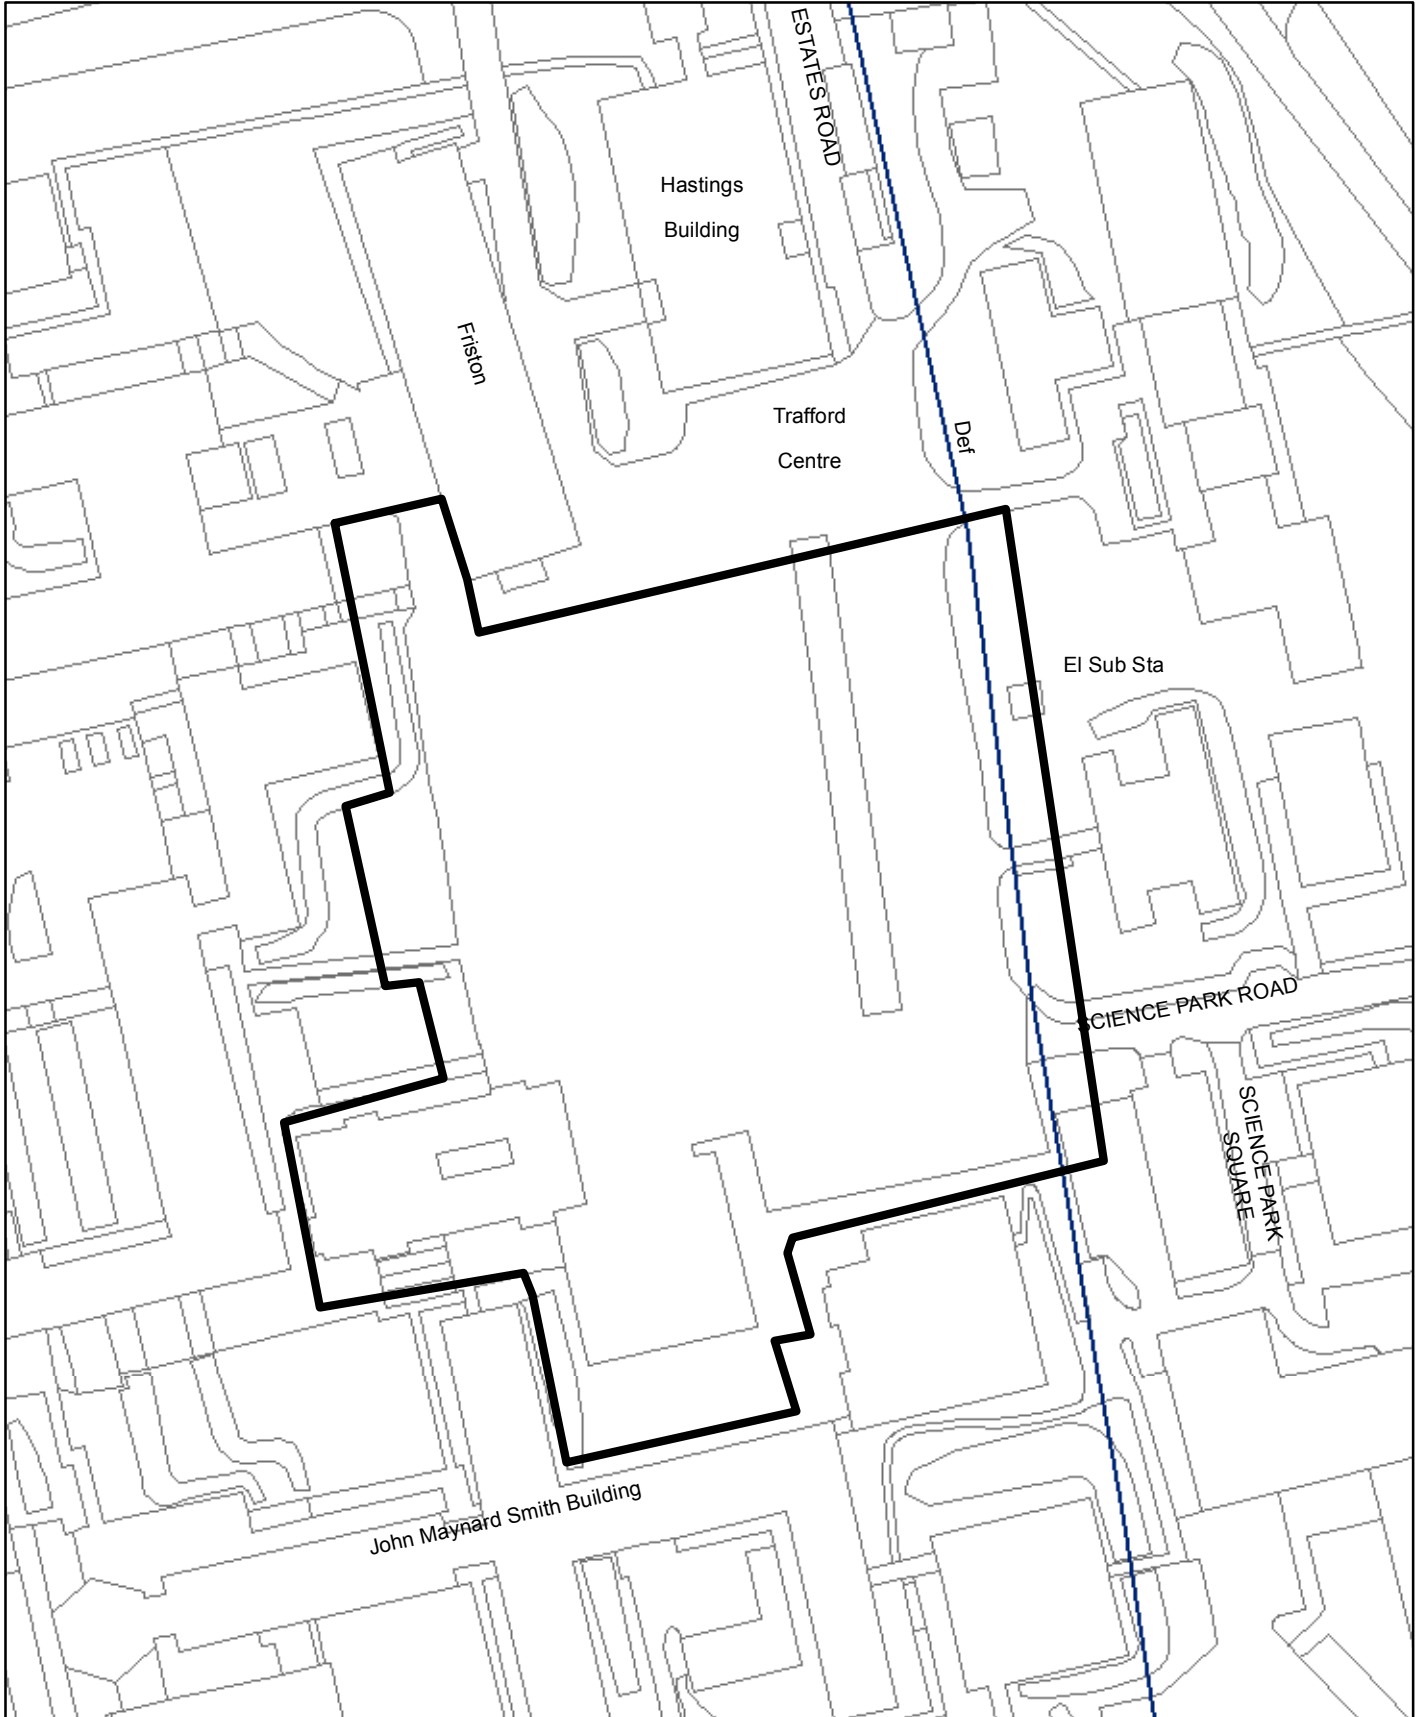 ESTATES ROAD
Hastings
Building
Friston
Trafford
Centre
Def
El Sub Sta
SCIENCE PARK ROAD
SCIENCE PARK
SQUARE
John Maynard Smith Building